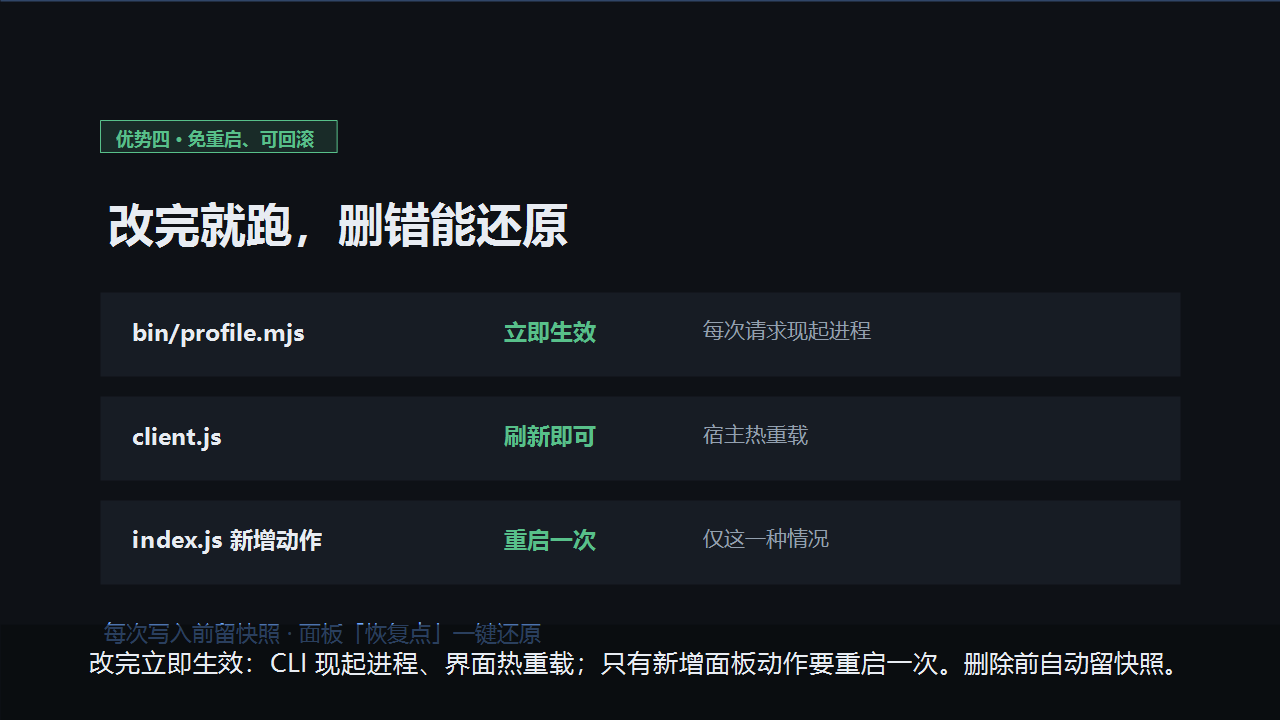 优势四 · 免重启、可回滚
改完就跑，删错能还原
bin/profile.mjs 立即生效 每次请求现起进程
client.js 刷新即可 宿主热重载
index.js 新增动作 重启一次 仅这一种情况
每次写入前留快照 · 面板「恢复点」一键还原
改完立即生效：CLI 现起进程、界面热重载；只有新增面板动作要重启一次。删除前自动留快照。